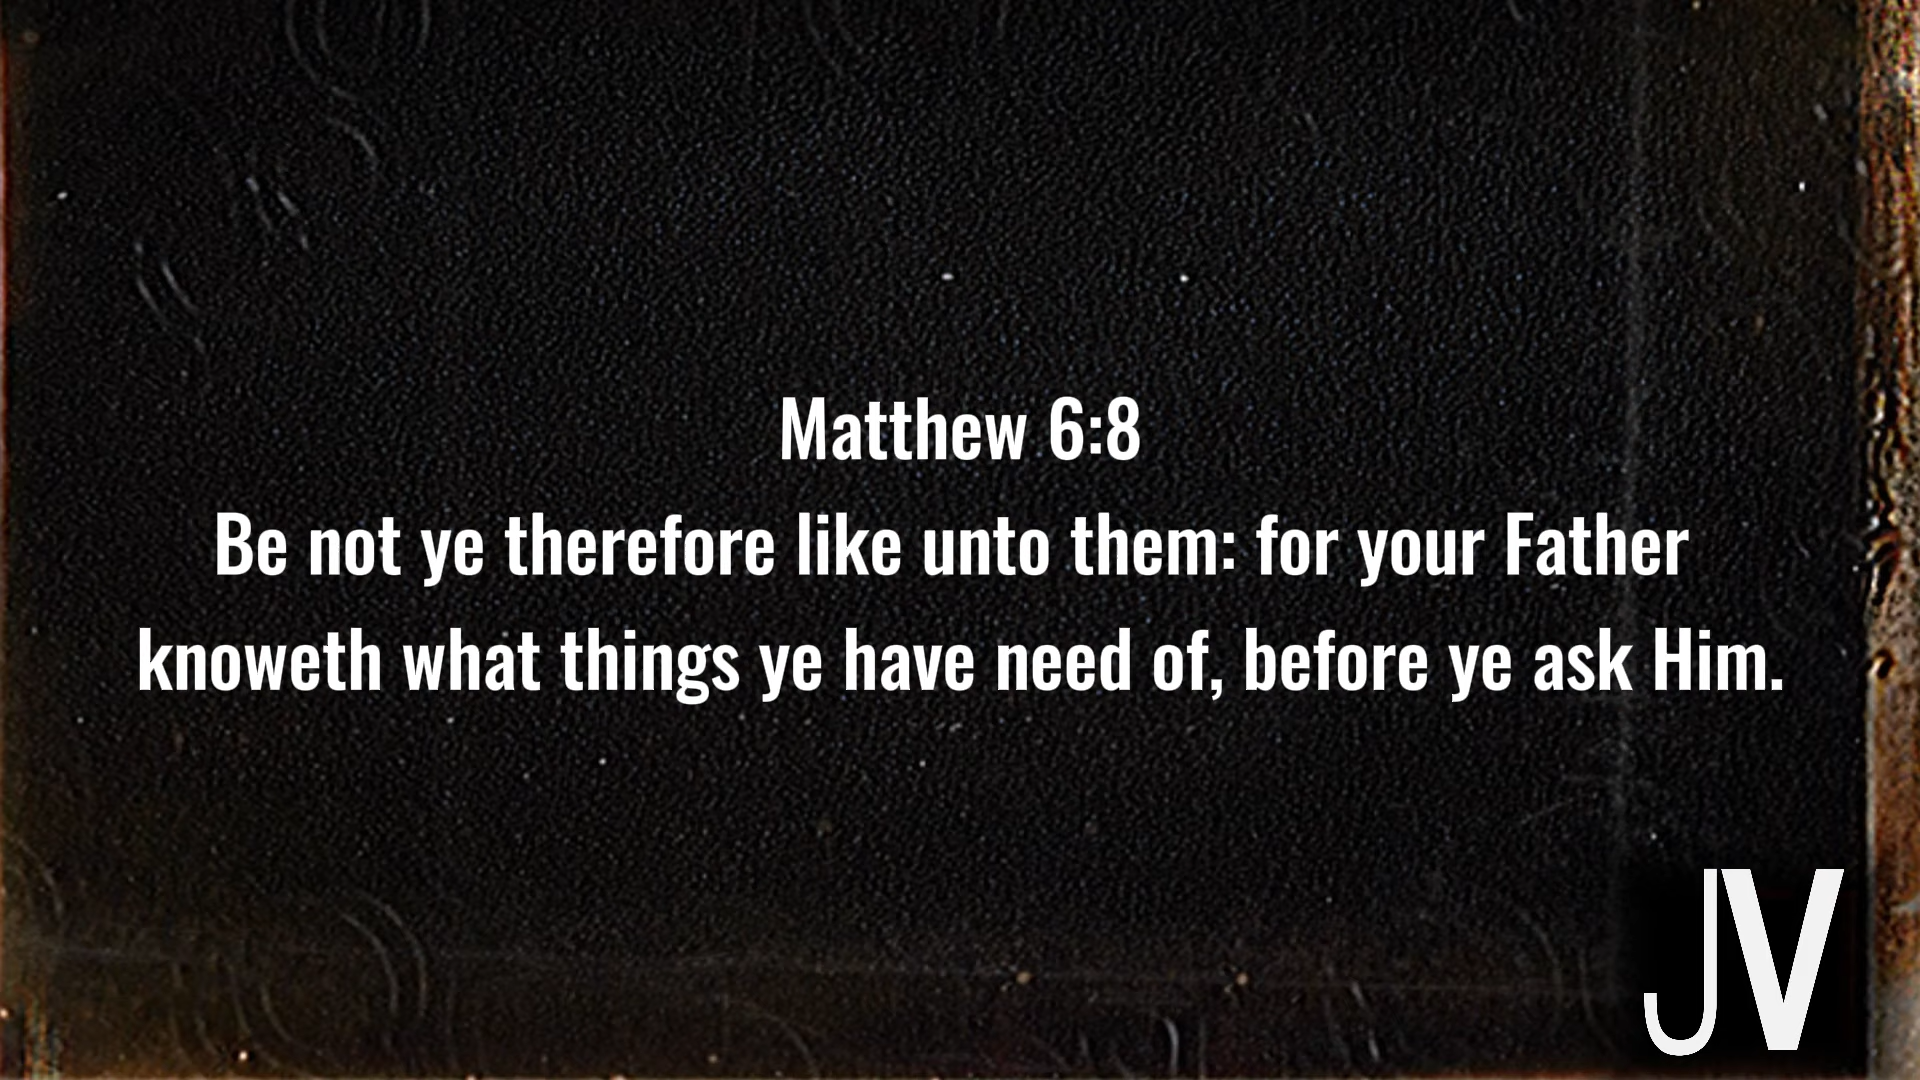 Matthew 6:8
Be not ye therefore like unto them: for your Father
knoweth what things ye have need of, before ye ask Him.
JV